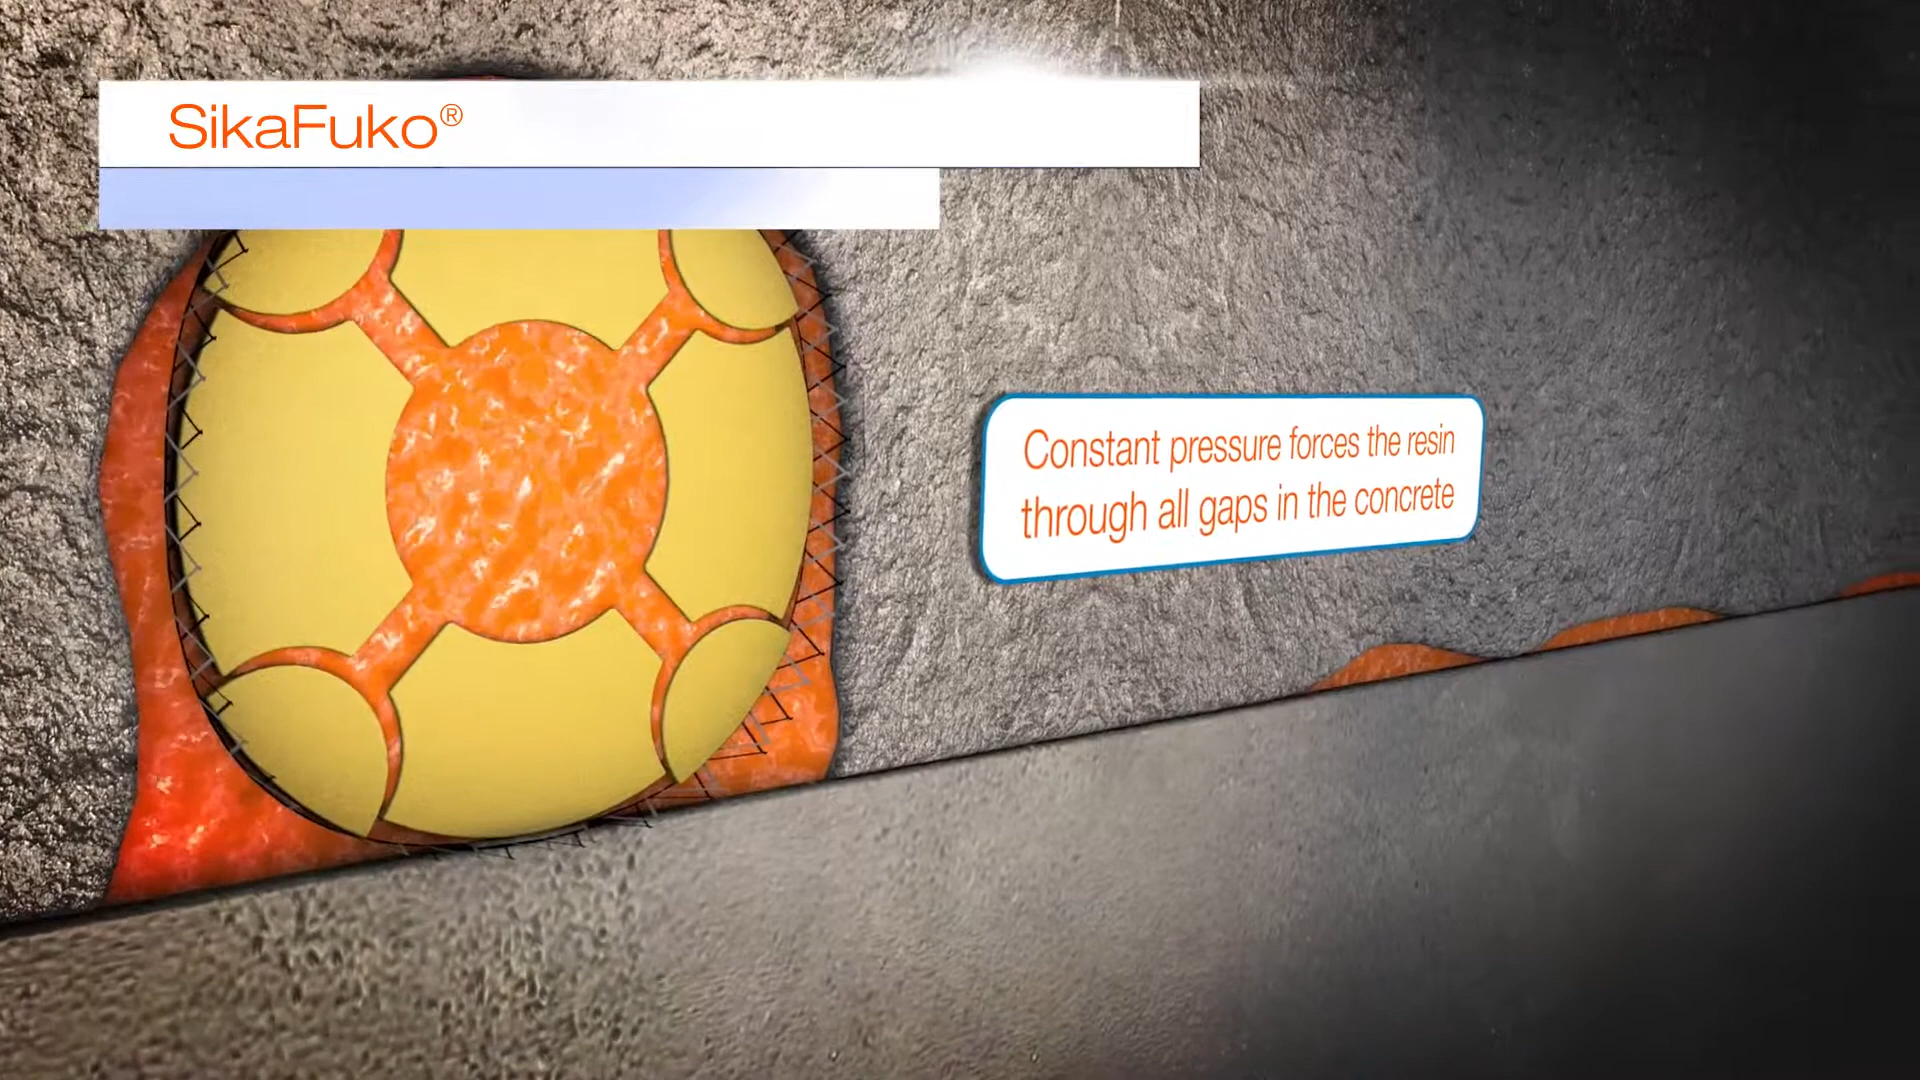 SikaFuko®
Constant pressure forces the resin
through all gaps in the concrete